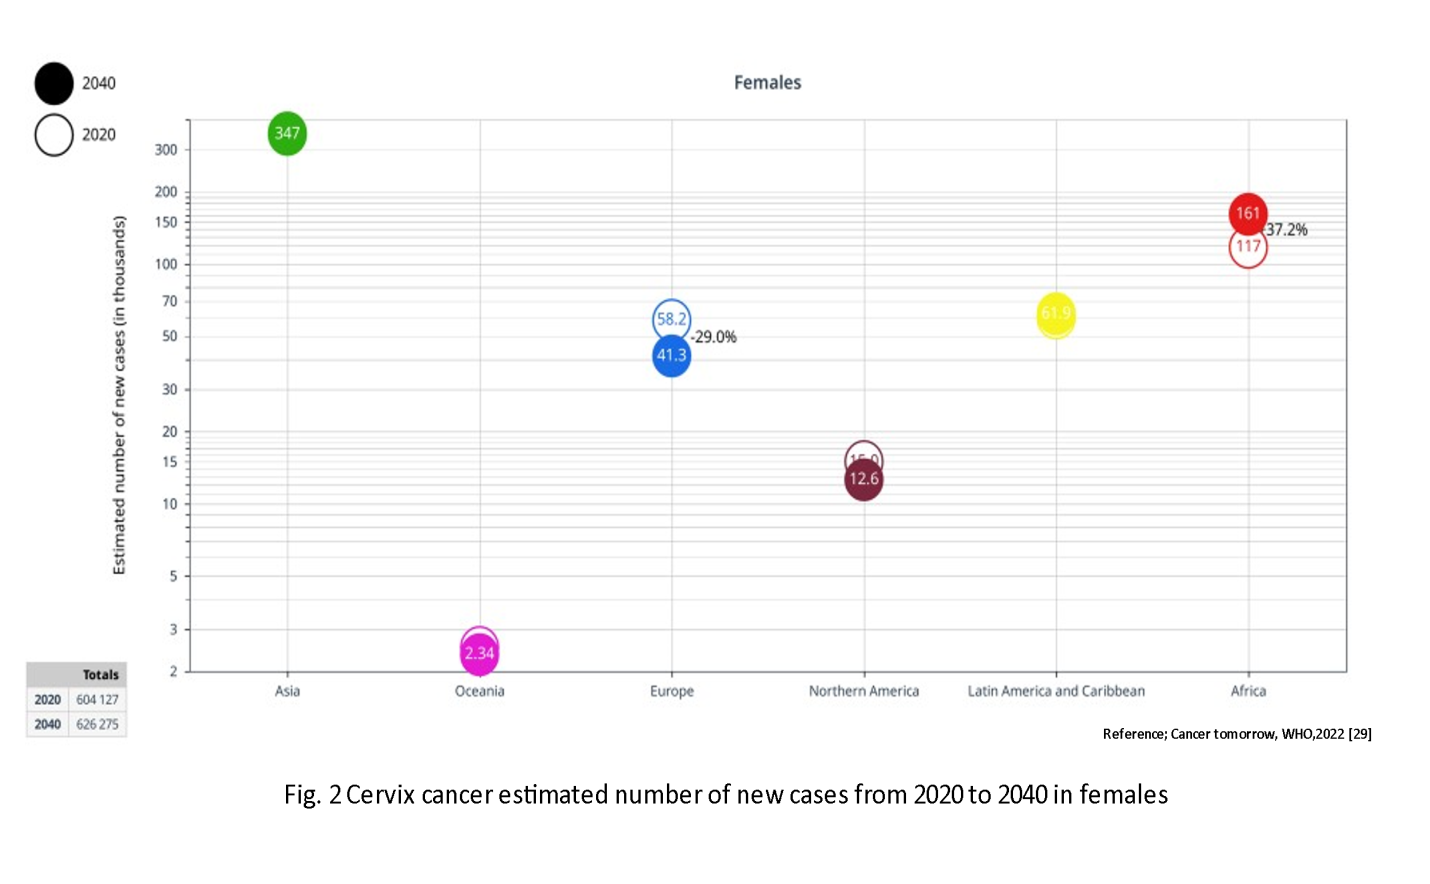 2040
2020
Females
Estimated number of new cases (in thousands)
300
200
150
100
70
50
30
20
15
10
5
3
2
347
2.34
58.2
-29.0%
41.3
12.6
61.9
161
37.2%
117
Asia
Oceania
Europe
Northern America
Latin America and Caribbean
Africa
Totals
2020 604 127
2040 626 275
Reference; Cancer tomorrow, WHO,2022 [29]
Fig. 2 Cervix cancer estimated number of new cases from 2020 to 2040 in females